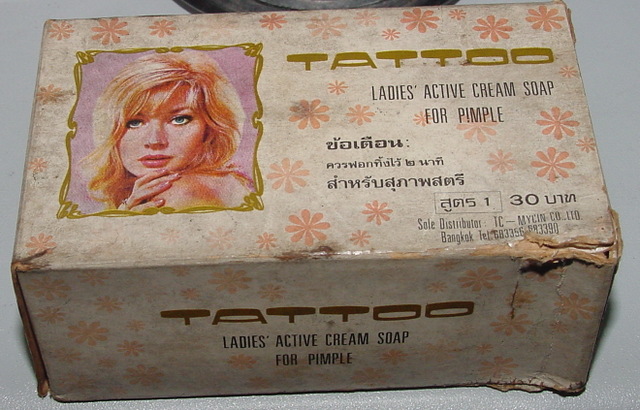 TATTOO
LADIES' ACTIVE CREAM SOAP
FOR PIMPLE
ข้อเตือน:
ควรฟอกทิ้งไว้ ๒ นาที
สำหรับสุภาพสตรี
สูตร 1 30 บาท
Sole Distributor: TC-MYCIN CO., LTD.
Bangkok Tel. 683396
TATTOO
LADIES' ACTIVE CREAM SOAP
FOR PIMPLE